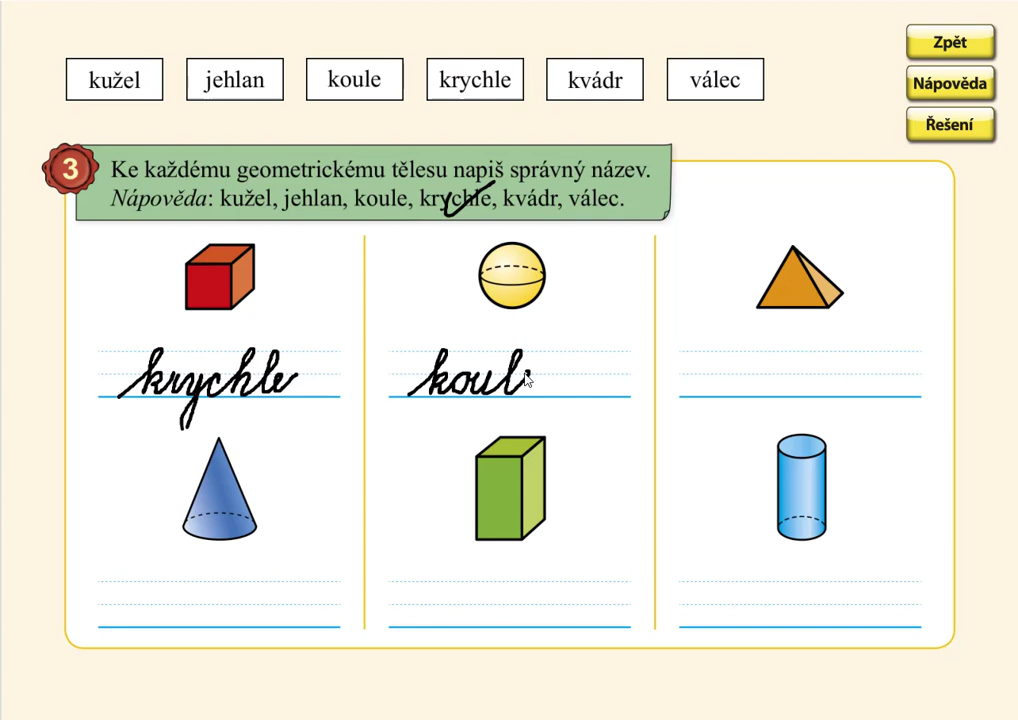 Zpět
kužel jehlan koule krychle kvádr válec
Nápověda
Řešení
3 Ke každému geometrickému tělesu napiš správný název.
Nápověda: kužel, jehlan, koule, krychle, kvádr, válec.
krychle koul